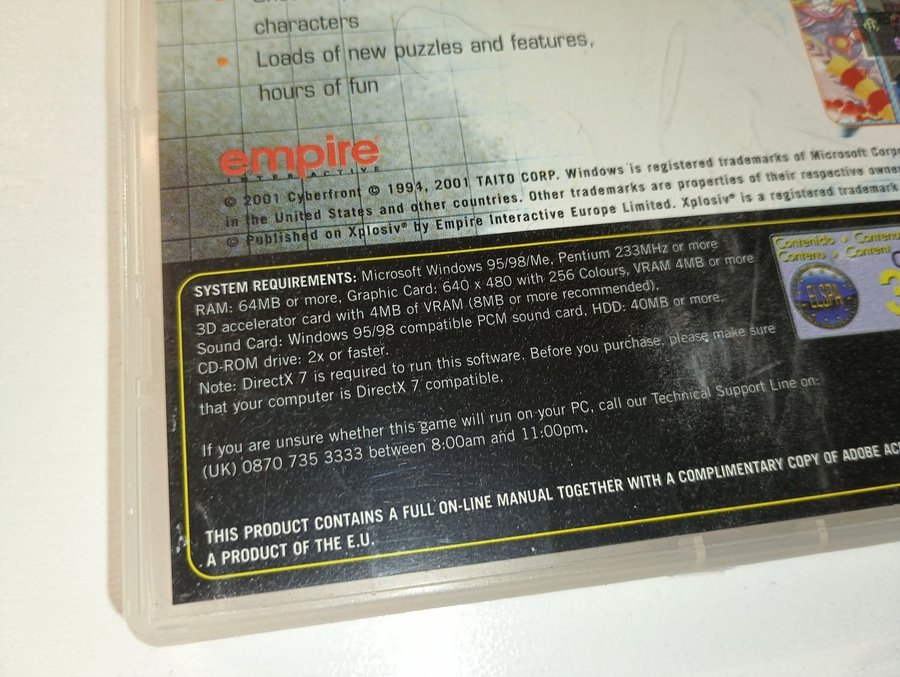 characters
• Loads of new puzzles and features,
hours of fun
empire
INTERACTIVE
© 2001 Cyberfront © 1994, 2001 TAITO CORP. Windows is registered trademarks of Microsoft
in the United States and other countries. Other trademarks are properties of their respective
© Published on Xplosiv® by Empire Interactive Europe Limited. Xplosiv® is a registered trademark
SYSTEM REQUIREMENTS: Microsoft Windows 95/98/Me, Pentium 233MHz or more
RAM: 64MB or more, Graphic Card: 640 x 480 with 256 Colours, VRAM 4MB or more
3D accelerator card with 4MB of VRAM (8MB or more recommended).
Sound Card: Windows 95/98 compatible PCM sound card, HDD: 40MB or more.
CD-ROM drive: 2x or faster.
Note: DirectX 7 is required to run this software. Before you purchase, please make sure
that your computer is DirectX 7 compatible.
If you are unsure whether this game will run on your PC, call our Technical Support Line on:
(UK) 0870 735 3333 between 8:00am and 11:00pm.
THIS PRODUCT CONTAINS A FULL ON-LINE MANUAL TOGETHER WITH A COMPLIMENTARY COPY OF ADOBE
A PRODUCT OF THE E.U.
Contenido •
Contenu • Content
ELSPA
3